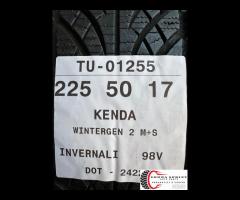 TU-01255
225 50 17
KENDA
WINTERGEN 2 M+S
INVERNALI 98V
DOT - 2422